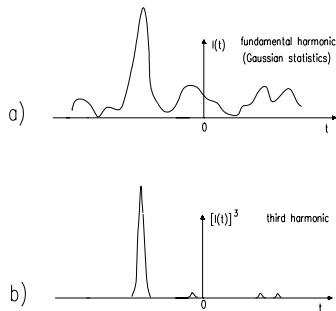 I(t)
fundamental harmonic
(Gaussian statistics)
a)
0
t
[I(t)]³
third harmonic
b)
0
t